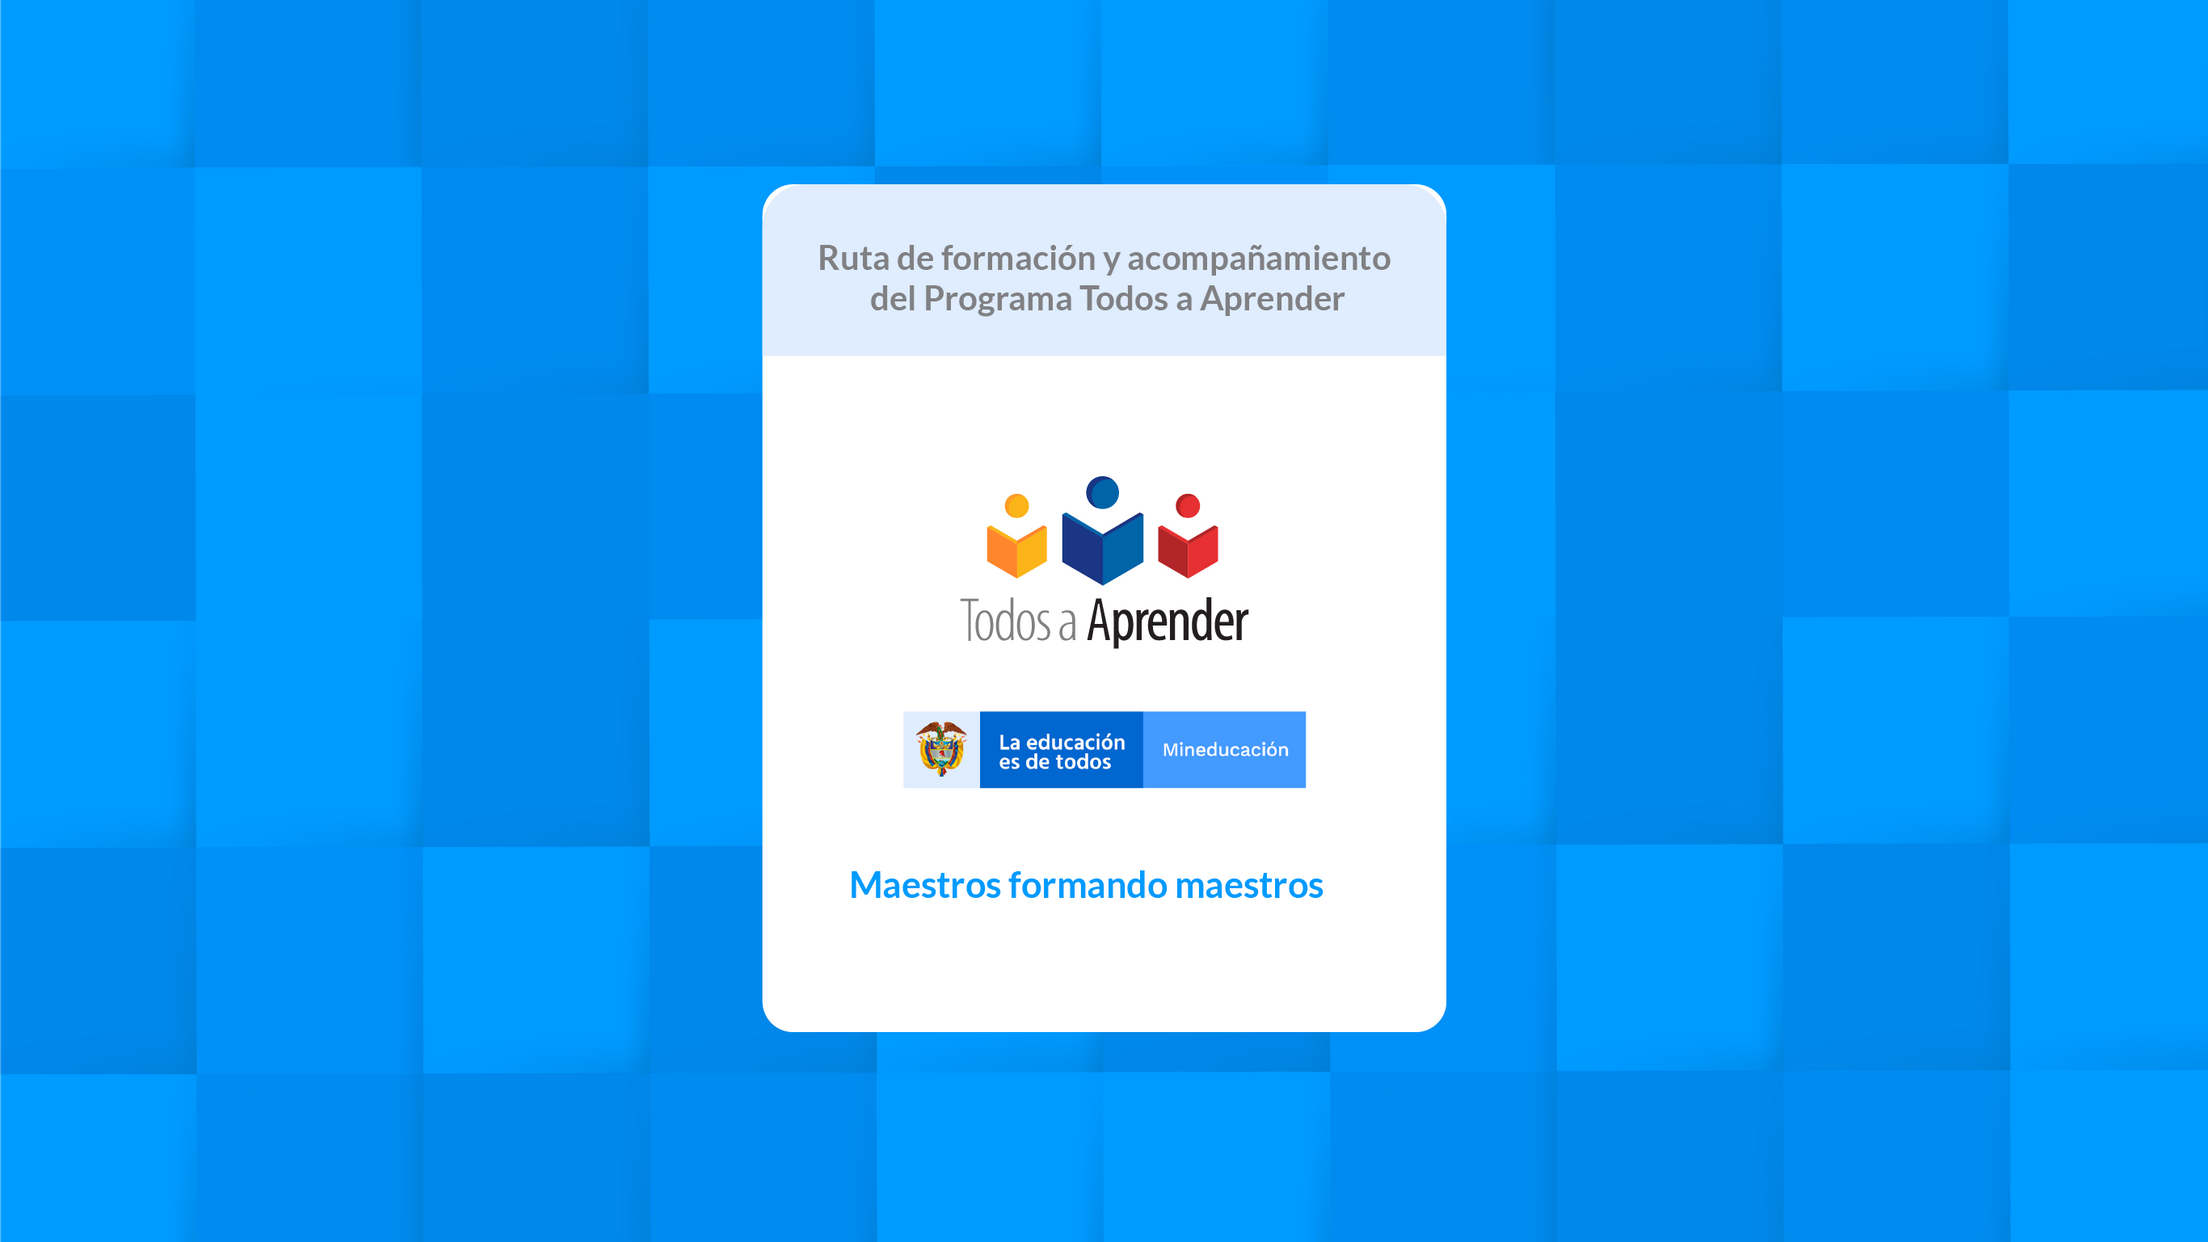 Ruta de formación y acompañamiento
del Programa Todos a Aprender
Todos a Aprender
La educación
es de todos
Mineducación
Maestros formando maestros